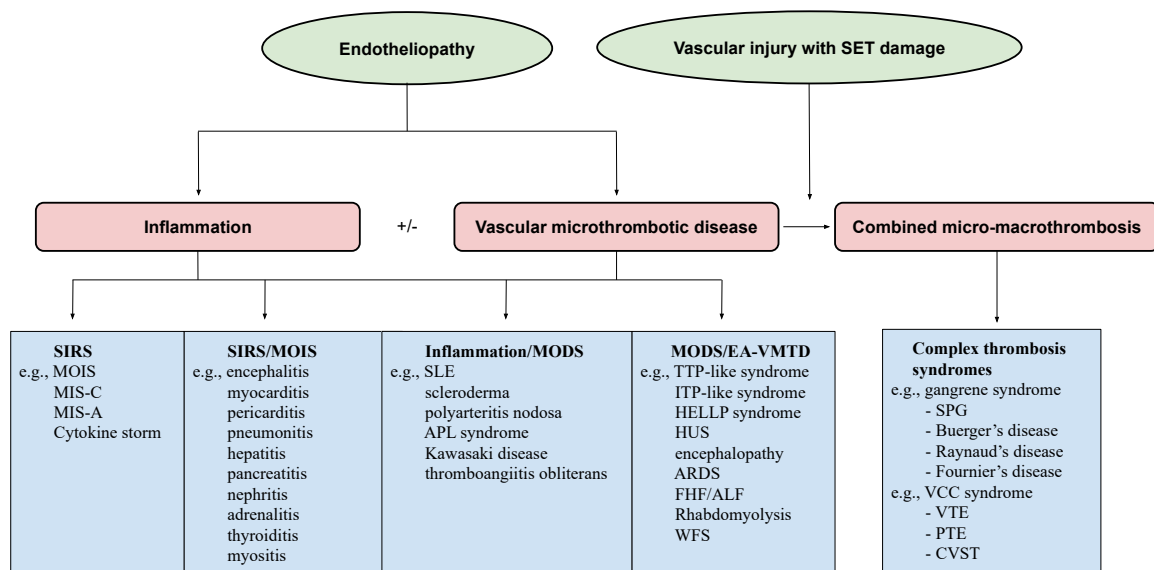 Endotheliopathy
Vascular injury with SET damage
Inflammation
+/-
Vascular microthrombotic disease
Combined micro-macrothrombosis
SIRS
e.g., MOIS
MIS-C
MIS-A
Cytokine storm
SIRS/MOIS
e.g., encephalitis
myocarditis
pericarditis
pneumonitis
hepatitis
pancreatitis
nephritis
adrenalitis
thyroiditis
myositis
Inflammation/MODS
e.g., SLE
scleroderma
polyarteritis nodosa
APL syndrome
Kawasaki disease
thromboangiitis obliterans
MODS/EA-VMTD
e.g., TTP-like syndrome
ITP-like syndrome
HELLP syndrome
HUS
encephalopathy
ARDS
FHF/ALF
Rhabdomyolysis
WFS
Complex thrombosis
syndromes
e.g., gangrene syndrome
- SPG
- Buerger’s disease
- Raynaud’s disease
- Fournier’s disease
e.g., VCC syndrome
- VTE
- PTE
- CVST